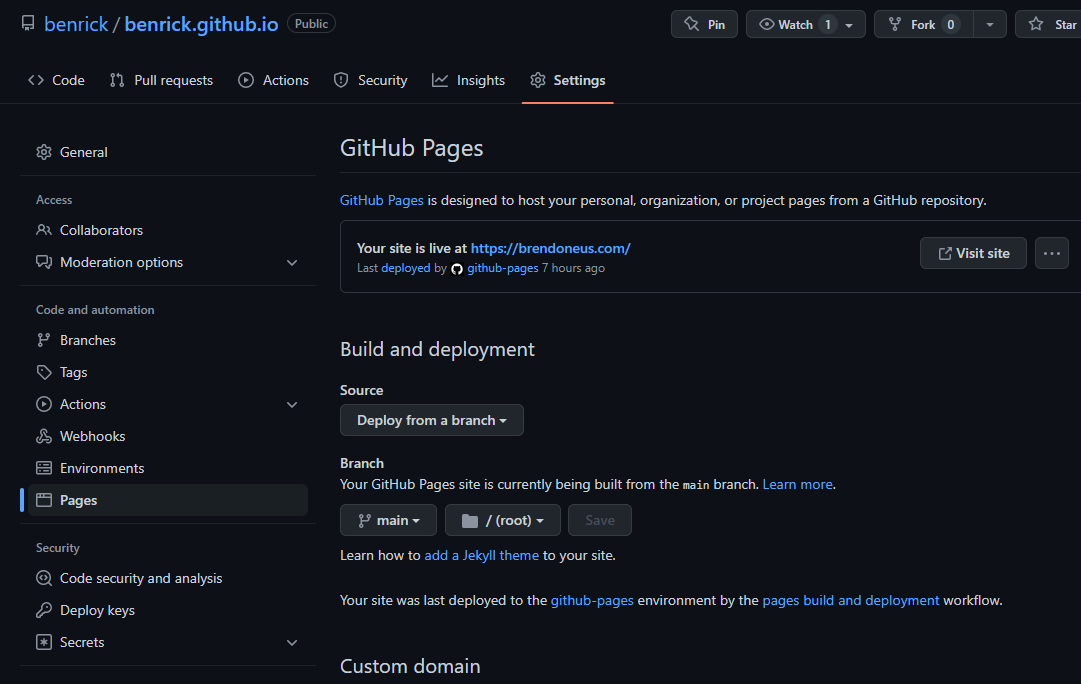 benrick / benrick.github.io Public
Pin Watch 1 Fork 0 Star
Code Pull requests Actions Security Insights Settings
General
Access
Collaborators
Moderation options
Code and automation
Branches
Tags
Actions
Webhooks
Environments
Pages
Security
Code security and analysis
Deploy keys
Secrets
GitHub Pages
GitHub Pages is designed to host your personal, organization, or project pages from a GitHub repository.
Your site is live at https://brendoneus.com/
Last deployed by github-pages 7 hours ago
Visit site
Build and deployment
Source
Deploy from a branch
Branch
Your GitHub Pages site is currently being built from the main branch. Learn more.
main / (root) Save
Learn how to add a Jekyll theme to your site.
Your site was last deployed to the github-pages environment by the pages build and deployment workflow.
Custom domain